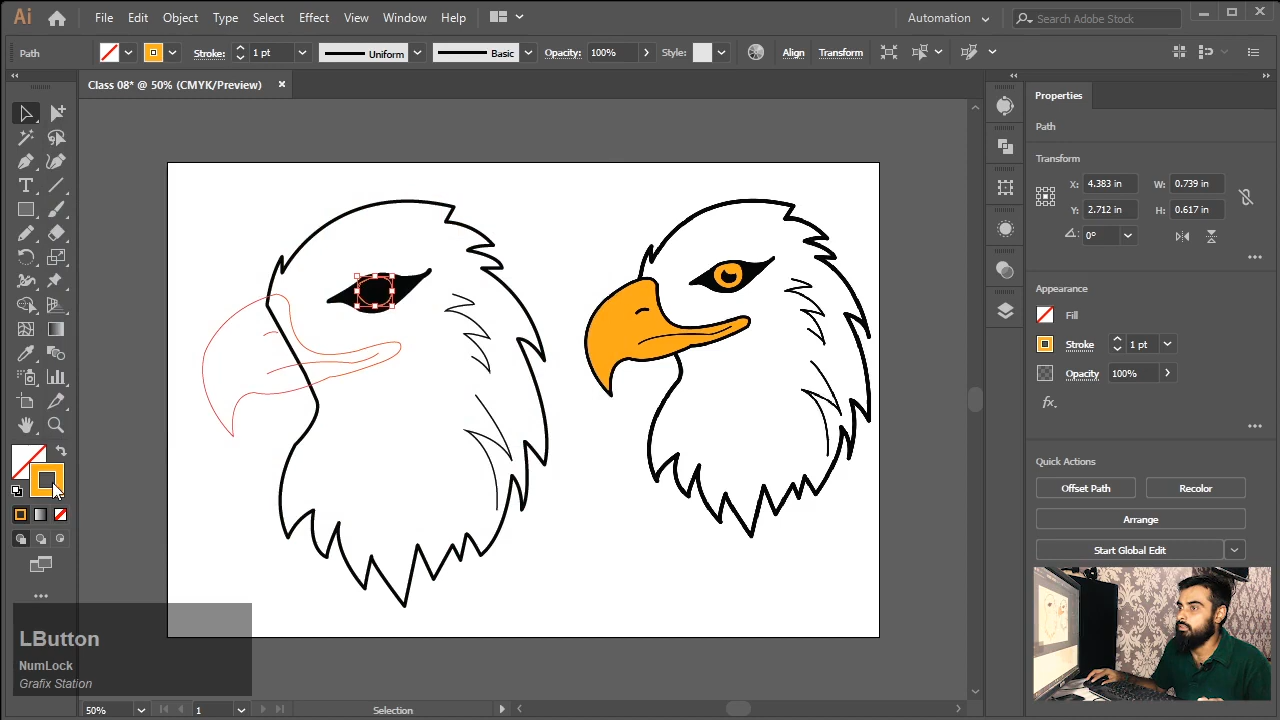 Ai File Edit Object Type Select Effect View Window Help Automation Search Adobe Stock
Path Stroke: 1 pt Uniform Basic Opacity: 100% Style: Align Transform
Class 08* @ 50% (CMYK/Preview)
Properties
Path
Transform
X: 4.383 in W: 0.739 in
Y: 2.712 in H: 0.617 in
0°
Appearance
Fill
Stroke 1 pt
Opacity 100%
fx.
Quick Actions
Offset Path Recolor
Arrange
Start Global Edit
LButton
NumLock
Grafix Station
50% 1 Selection